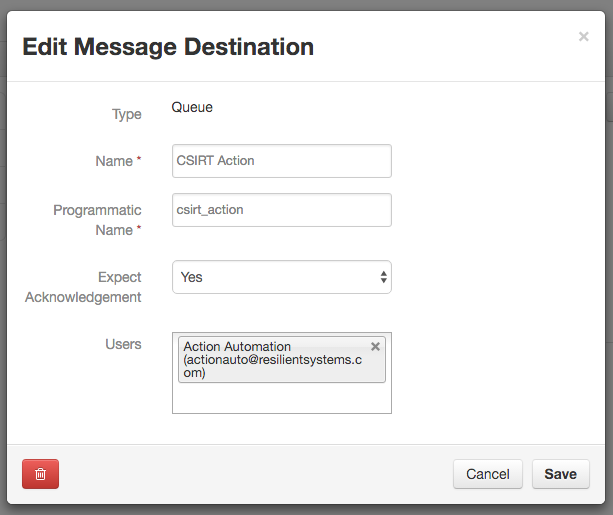 Edit Message Destination ×
Type Queue
Name * CSIRT Action
Programmatic
Name * csirt_action
Expect
Acknowledgement Yes
Users Action Automation ×
(actionauto@resilientsystems.c
om)
Cancel Save